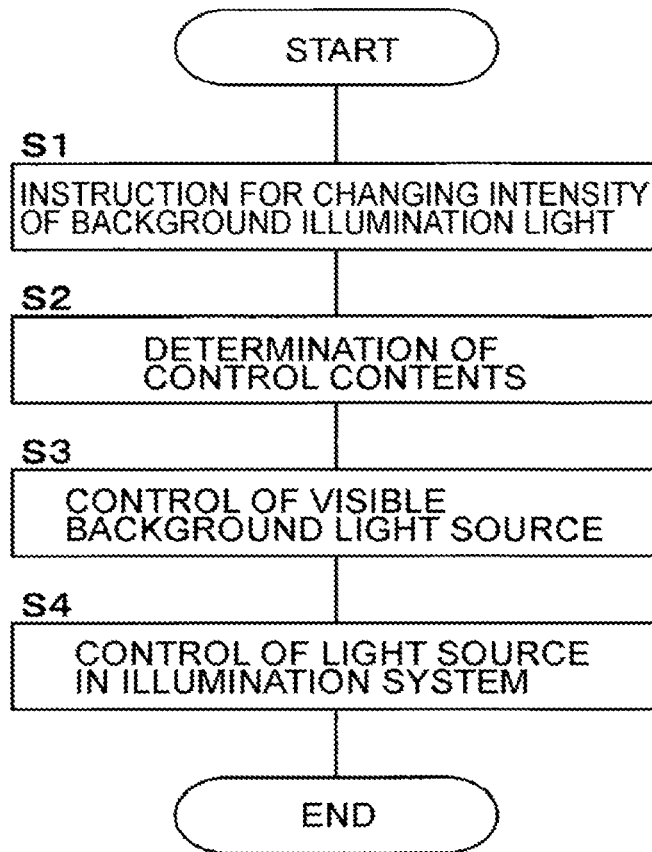 START
S1
INSTRUCTION FOR CHANGING INTENSITY
OF BACKGROUND ILLUMINATION LIGHT
S2
DETERMINATION OF
CONTROL CONTENTS
S3
CONTROL OF VISIBLE
BACKGROUND LIGHT SOURCE
S4
CONTROL OF LIGHT SOURCE
IN ILLUMINATION SYSTEM
END